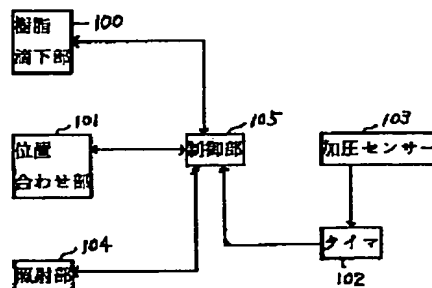 樹脂
滴下部
100
101
位置
合わせ部
105
制御部
103
加圧センサー
タイマ
102
104
照射部